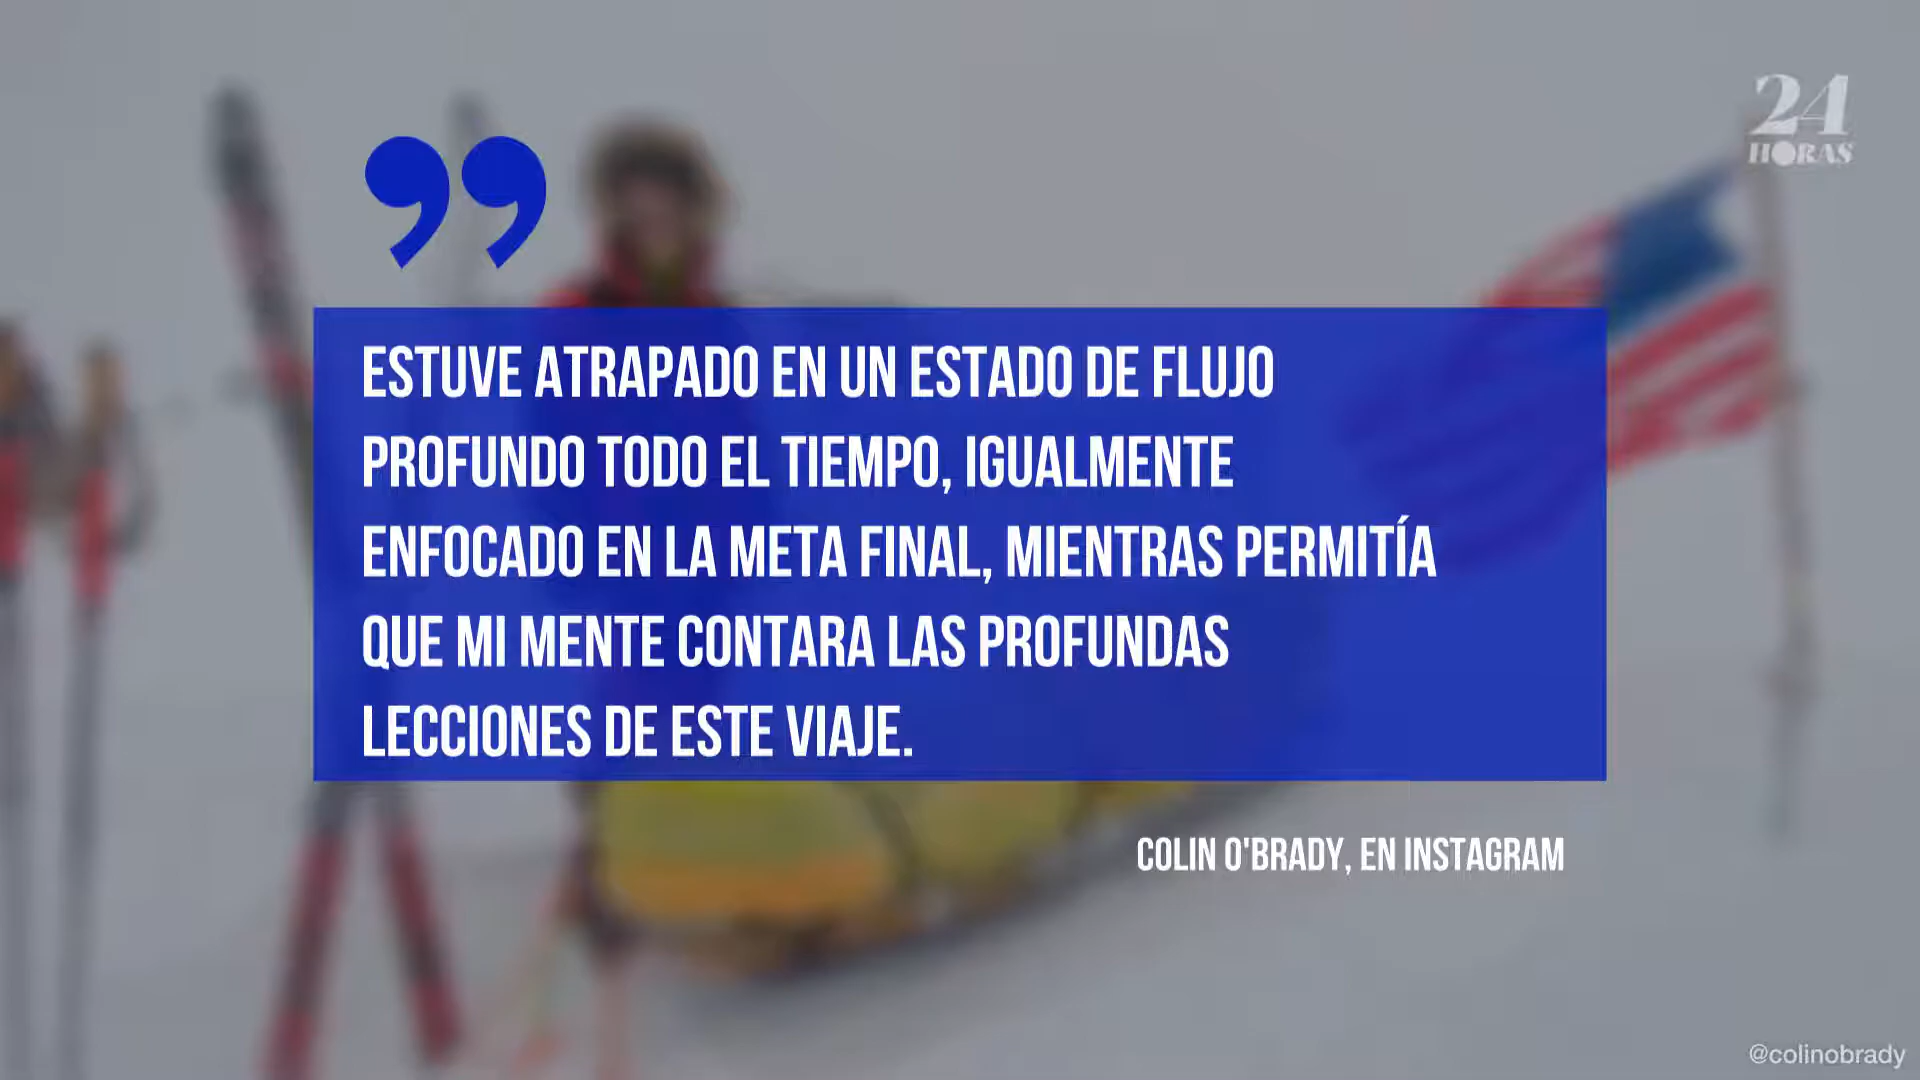 24
HORAS
ESTUVE ATRAPADO EN UN ESTADO DE FLUJO
PROFUNDO TODO EL TIEMPO, IGUALMENTE
ENFOCADO EN LA META FINAL, MIENTRAS PERMITÍA
QUE MI MENTE CONTARA LAS PROFUNDAS
LECCIONES DE ESTE VIAJE.
COLIN O'BRADY, EN INSTAGRAM
@colinobrady